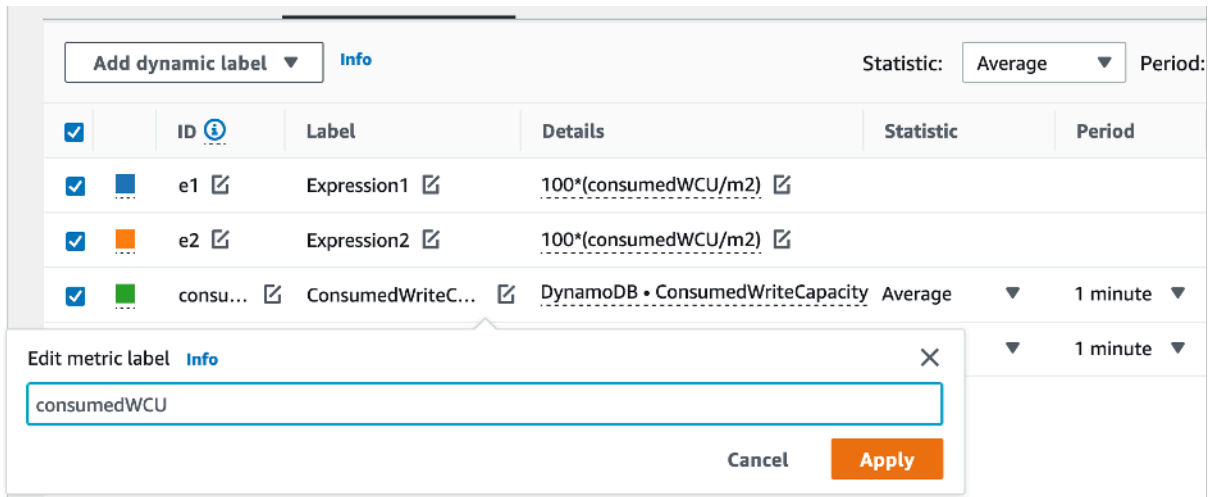 Add dynamic label ▼ Info Statistic: Average ▼ Period:
ID Label Details Statistic Period
e1 Expression1 100*(consumedWCU/m2)
e2 Expression2 100*(consumedWCU/m2)
consu... ConsumedWriteC... DynamoDB • ConsumedWriteCapacity Average ▼ 1 minute ▼
▼ 1 minute ▼
Edit metric label Info
consumedWCU
Cancel Apply